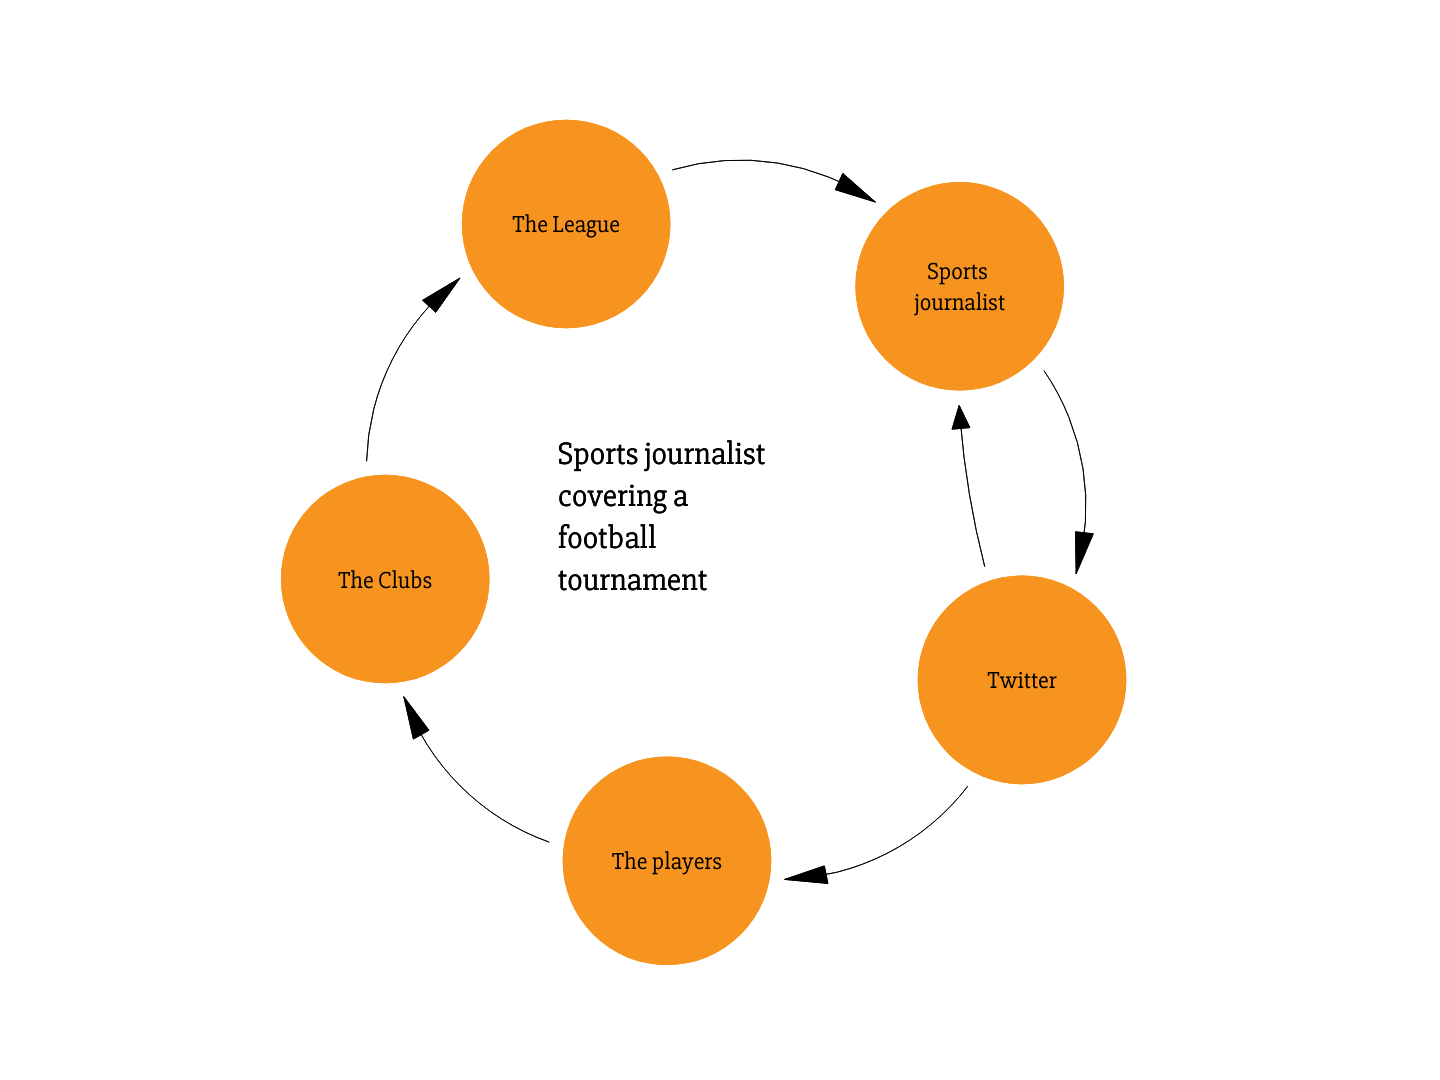 The League
Sports
journalist
Sports journalist
covering a
football
tournament
The Clubs
Twitter
The players